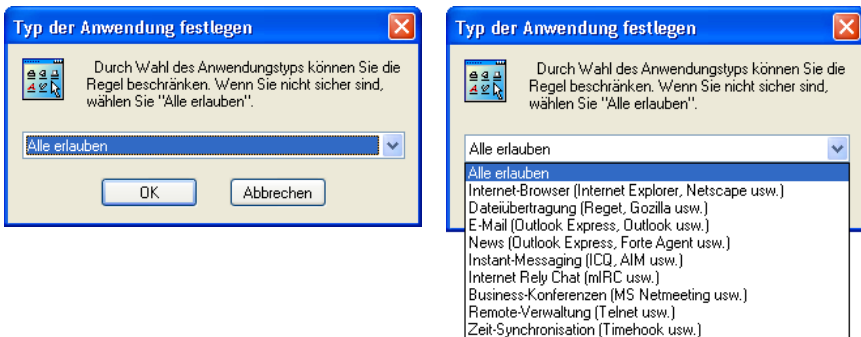 Typ der Anwendung festlegen
Durch Wahl des Anwendungstyps können Sie die
Regel beschränken. Wenn Sie nicht sicher sind,
wählen Sie "Alle erlauben".
Alle erlauben
OK
Abbrechen
Typ der Anwendung festlegen
Durch Wahl des Anwendungstyps können Sie die
Regel beschränken. Wenn Sie nicht sicher sind,
wählen Sie "Alle erlauben".
Alle erlauben
Alle erlauben
Internet-Browser (Internet Explorer, Netscape usw.)
Dateiübertragung (Reget, Gozilla usw.)
E-Mail (Outlook Express, Outlook usw.)
News (Outlook Express, Forte Agent usw.)
Instant-Messaging (ICQ, AIM usw.)
Internet Rely Chat (mIRC usw.)
Business-Konferenzen (MS Netmeeting usw.)
Remote-Verwaltung (Telnet usw.)
Zeit-Synchronisation (Timehook usw.)